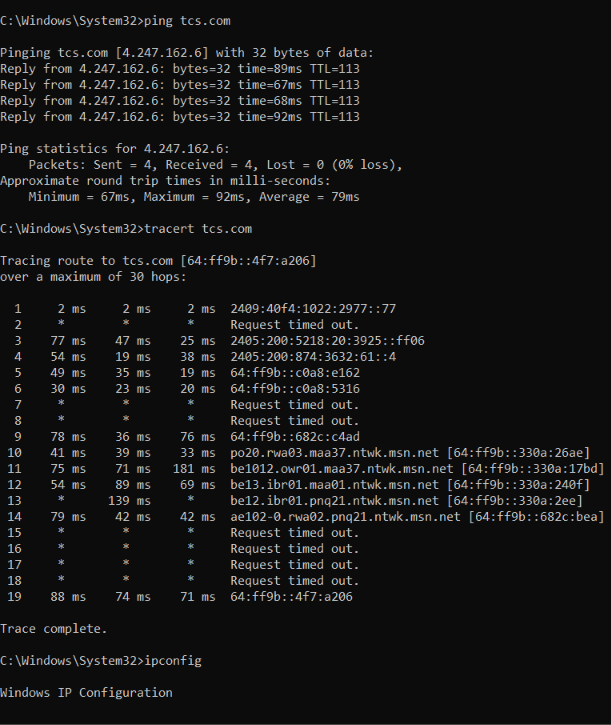 C:\Windows\System32>ping tcs.com
Pinging tcs.com [4.247.162.6] with 32 bytes of data:
Reply from 4.247.162.6: bytes=32 time=89ms TTL=113
Reply from 4.247.162.6: bytes=32 time=67ms TTL=113
Reply from 4.247.162.6: bytes=32 time=68ms TTL=113
Reply from 4.247.162.6: bytes=32 time=92ms TTL=113
Ping statistics for 4.247.162.6:
    Packets: Sent = 4, Received = 4, Lost = 0 (0% loss),
Approximate round trip times in milli-seconds:
    Minimum = 67ms, Maximum = 92ms, Average = 79ms
C:\Windows\System32>tracert tcs.com
Tracing route to tcs.com [64:ff9b::4f7:a206]
over a maximum of 30 hops:
  1     2 ms     2 ms     2 ms  2409:40f4:1022:2977::77
  2     *        *        *     Request timed out.
  3    77 ms    47 ms    25 ms  2405:200:5218:20:3925::ff06
  4    54 ms    19 ms    38 ms  2405:200:874:3632:61::4
  5    49 ms    35 ms    19 ms  64:ff9b::c0a8:e162
  6    30 ms    23 ms    20 ms  64:ff9b::c0a8:5316
  7     *        *        *     Request timed out.
  8     *        *        *     Request timed out.
  9    78 ms    36 ms    76 ms  64:ff9b::682c:c4ad
 10    41 ms    39 ms    33 ms  po20.rwa03.maa37.ntwk.msn.net [64:ff9b::330a:26ae]
 11    75 ms    71 ms   181 ms  be1012.owr01.maa37.ntwk.msn.net [64:ff9b::330a:17bd]
 12    54 ms    89 ms    69 ms  be13.ibr01.maa01.ntwk.msn.net [64:ff9b::330a:240f]
 13     *      139 ms     *     be12.ibr01.pnq21.ntwk.msn.net [64:ff9b::330a:2ee]
 14    79 ms    42 ms    42 ms  ae102-0.rwa02.pnq21.ntwk.msn.net [64:ff9b::682c:bea]
 15     *        *        *     Request timed out.
 16     *        *        *     Request timed out.
 17     *        *        *     Request timed out.
 18     *        *        *     Request timed out.
 19    88 ms    74 ms    71 ms  64:ff9b::4f7:a206
Trace complete.
C:\Windows\System32>ipconfig
Windows IP Configuration